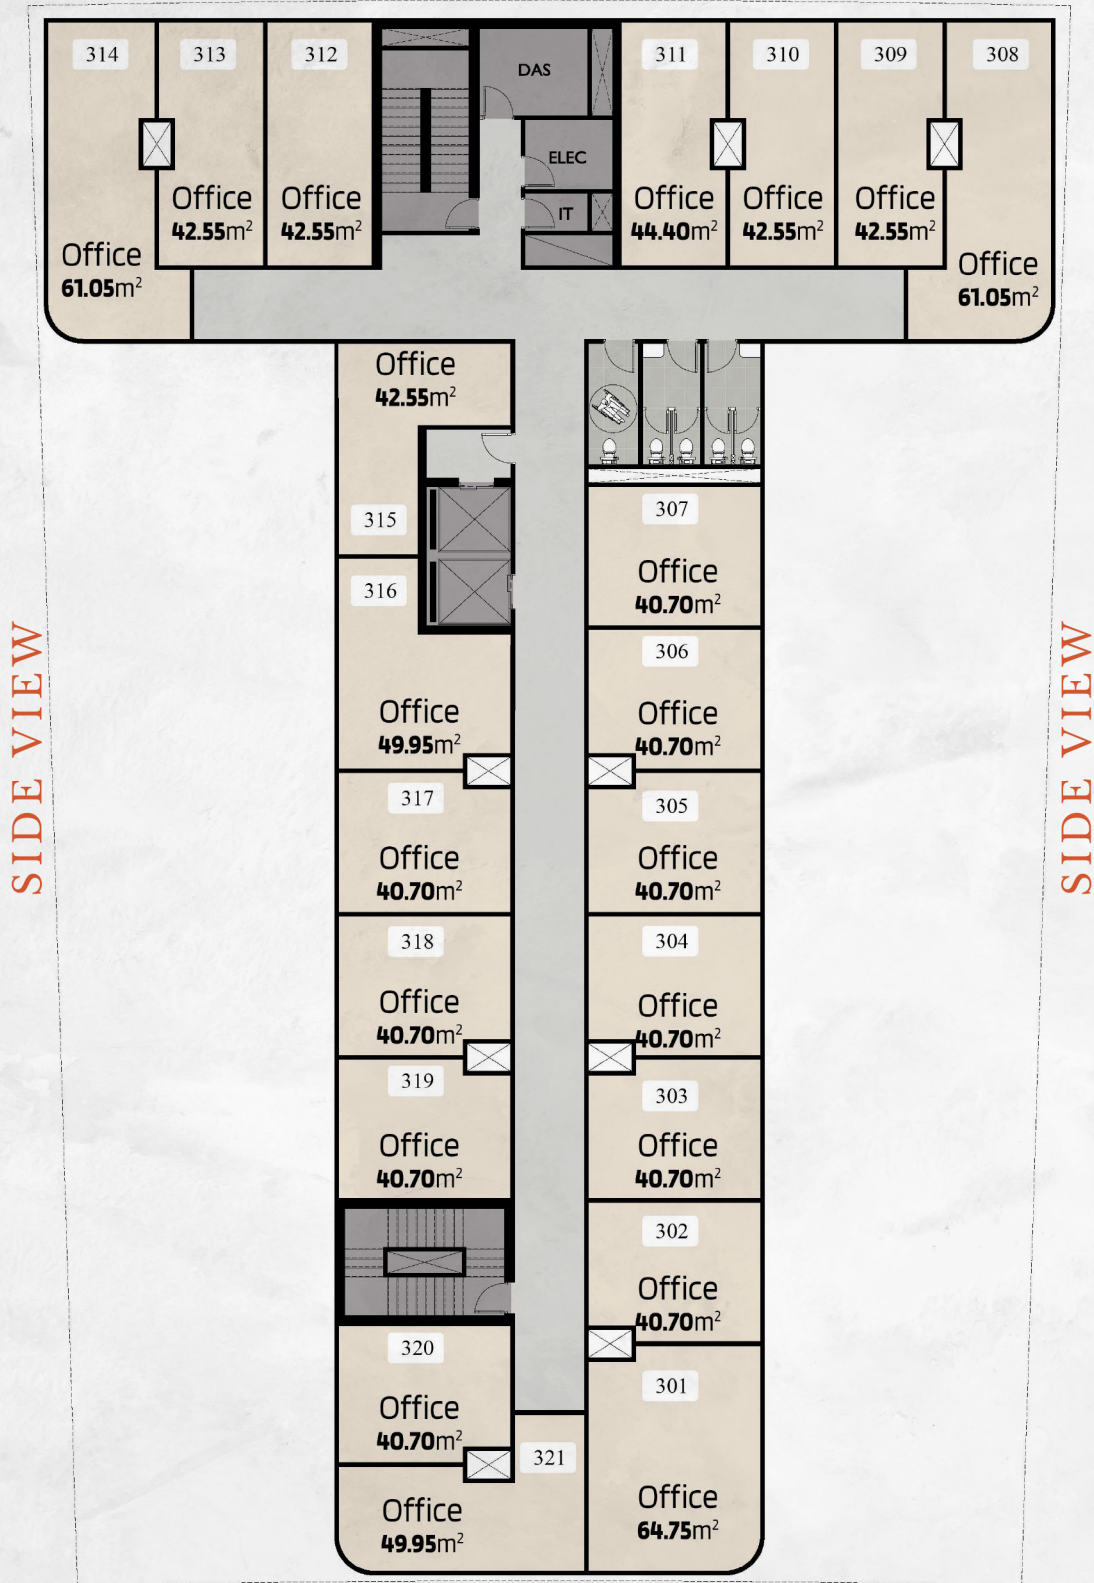 314
313
312
DAS
311
310
309
308
ELEC
IT
Office
42.55m²
Office
42.55m²
Office
44.40m²
Office
42.55m²
Office
42.55m²
Office
61.05m²
Office
61.05m²
Office
42.55m²
315
307
Office
40.70m²
316
Office
49.95m²
306
Office
40.70m²
SIDE VIEW
SIDE VIEW
317
Office
40.70m²
305
Office
40.70m²
318
Office
40.70m²
304
Office
40.70m²
319
Office
40.70m²
303
Office
40.70m²
302
Office
40.70m²
320
Office
40.70m²
301
Office
64.75m²
321
Office
49.95m²